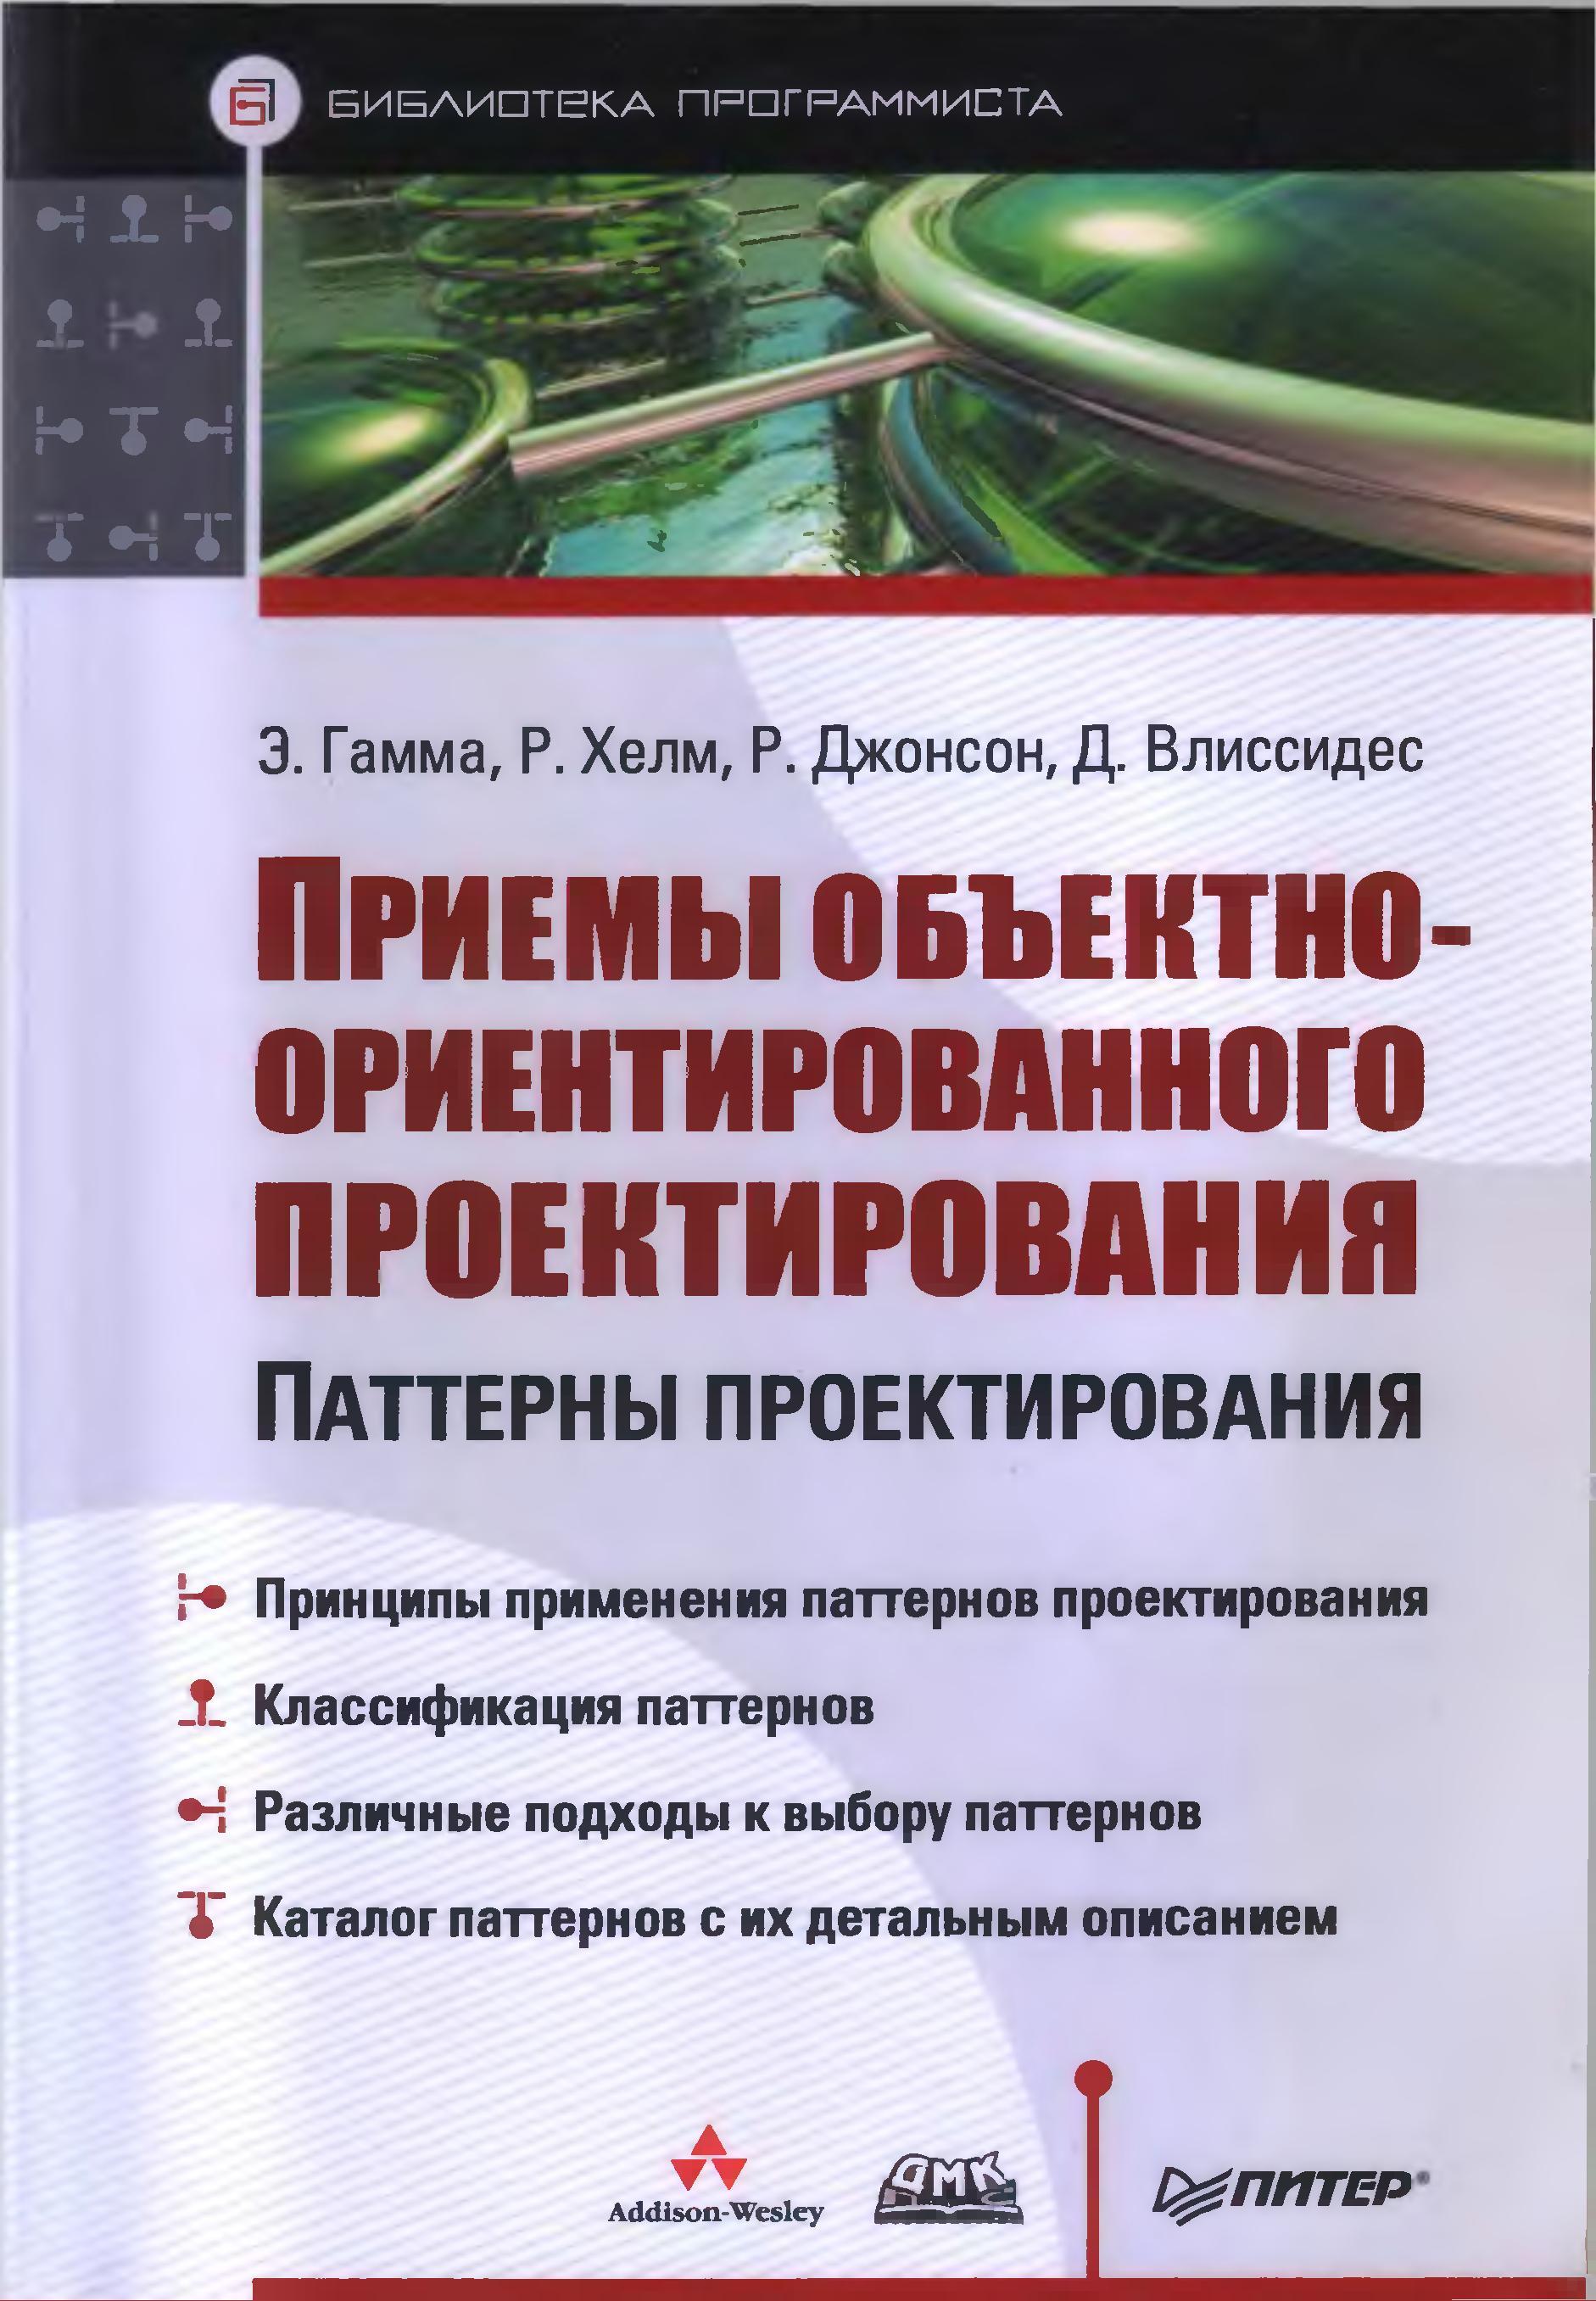 БИБЛИОТЕКА ПРОГРАММИСТА
Э. Гамма, Р. Хелм, Р. Джонсон, Д. Влиссидес
ПРИЕМЫ ОБЪЕКТНО-
ОРИЕНТИРОВАННОГО
ПРОЕКТИРОВАНИЯ
ПАТТЕРНЫ ПРОЕКТИРОВАНИЯ
Принципы применения паттернов проектирования
Классификация паттернов
Различные подходы к выбору паттернов
Каталог паттернов с их детальным описанием
Addison-Wesley
ДМК
ПИТЕР®